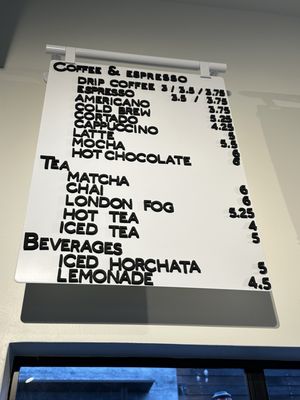 COFFEE & ESPRESSO
DRIP COFFEE 3 / 3.5 / 3.75
ESPRESSO 3.5 / 3.75
AMERICANO 3.75
COLD BREW 5.25
CORTADO 4.25
CAPPUCCINO 5
LATTE 5.5
MOCHA 6
HOT CHOCOLATE 6
TEA
MATCHA 6
CHAI 6
LONDON FOG 5.25
HOT TEA 4
ICED TEA 5
BEVERAGES
ICED HORCHATA 5
LEMONADE 4.5